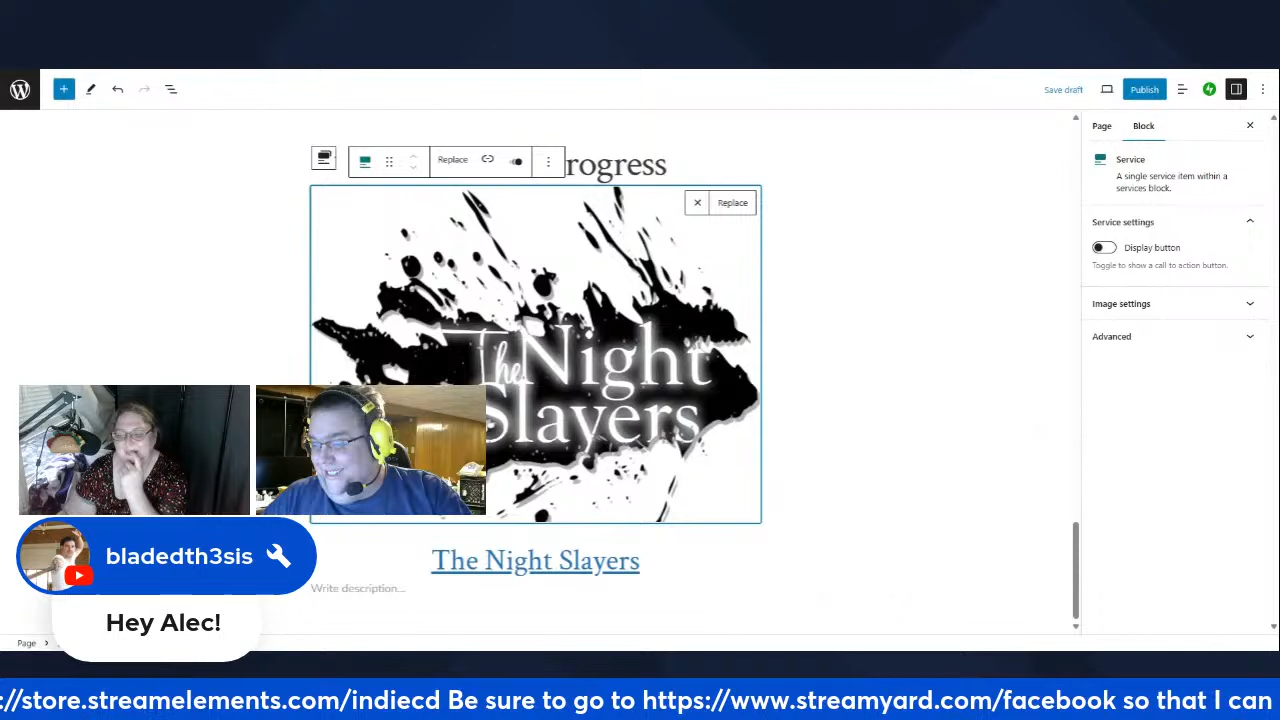 Save draft
Publish
Page
Block
Service
A single service item within a
services block.
Service settings
Display button
Toggle to show a call to action button.
Image settings
Advanced
Replace
rogress
Replace
The Night
Slayers
The Night Slayers
Write description...
bladedth3sis
Hey Alec!
Page
://store.streamelements.com/indiecd Be sure to go to https://www.streamyard.com/facebook so that I can